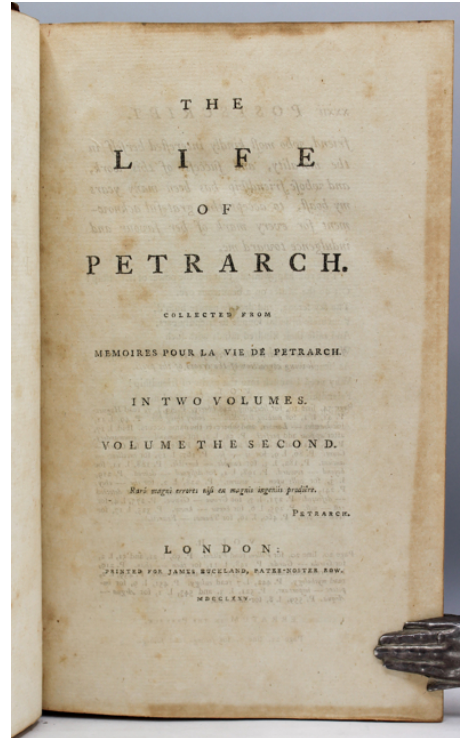 THE
LIFE
OF
PETRARCH.
COLLECTED FROM
MEMOIRES POUR LA VIE DE PETRARCH.
IN TWO VOLUMES.
VOLUME THE SECOND.
Rarò magni errores nisi ex magnis ingeniis prodiêre.
PETRARCH.
LONDON:
PRINTED FOR JAMES BUCKLAND, PATER-NOSTER ROW.
MDCCLXXV.